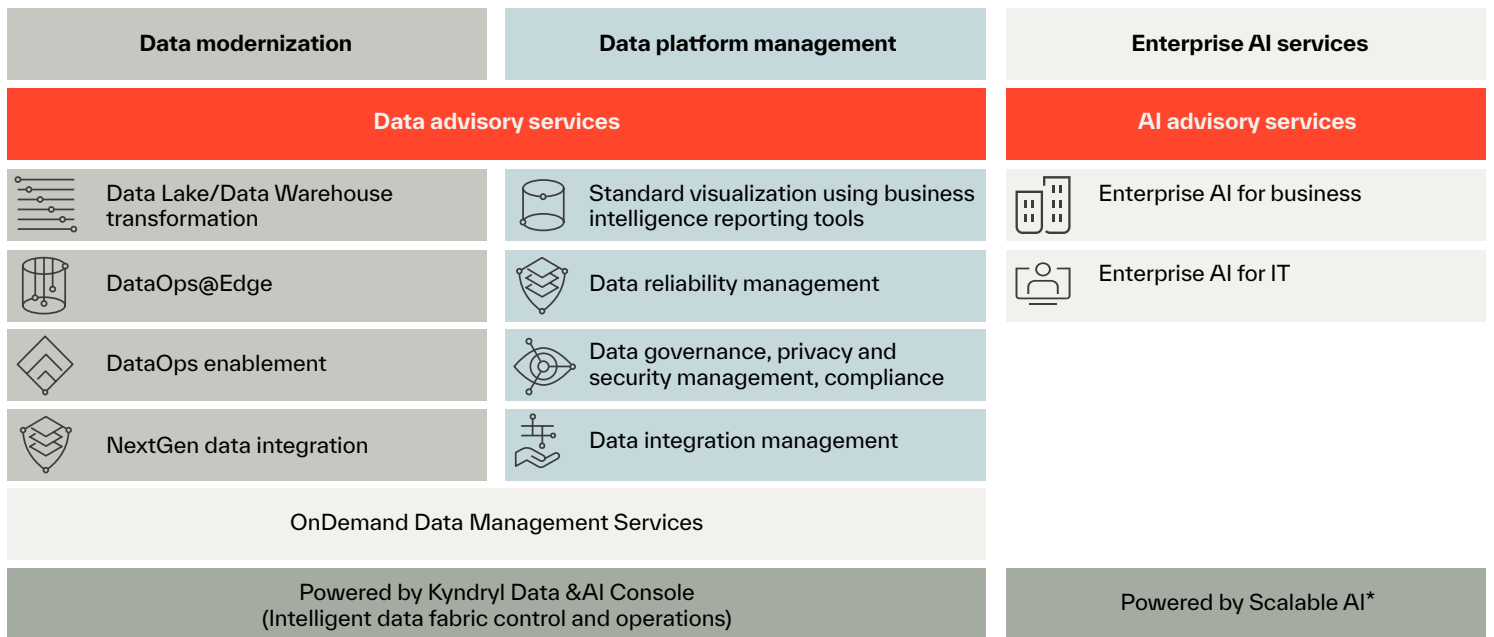 Data modernization
Data platform management
Enterprise AI services
Data advisory services
AI advisory services
Data Lake/Data Warehouse
transformation
Standard visualization using business
intelligence reporting tools
Enterprise AI for business
DataOps@Edge
Data reliability management
Enterprise AI for IT
DataOps enablement
Data governance, privacy and
security management, compliance
NextGen data integration
Data integration management
OnDemand Data Management Services
Powered by Kyndryl Data &AI Console
(Intelligent data fabric control and operations)
Powered by Scalable AI*